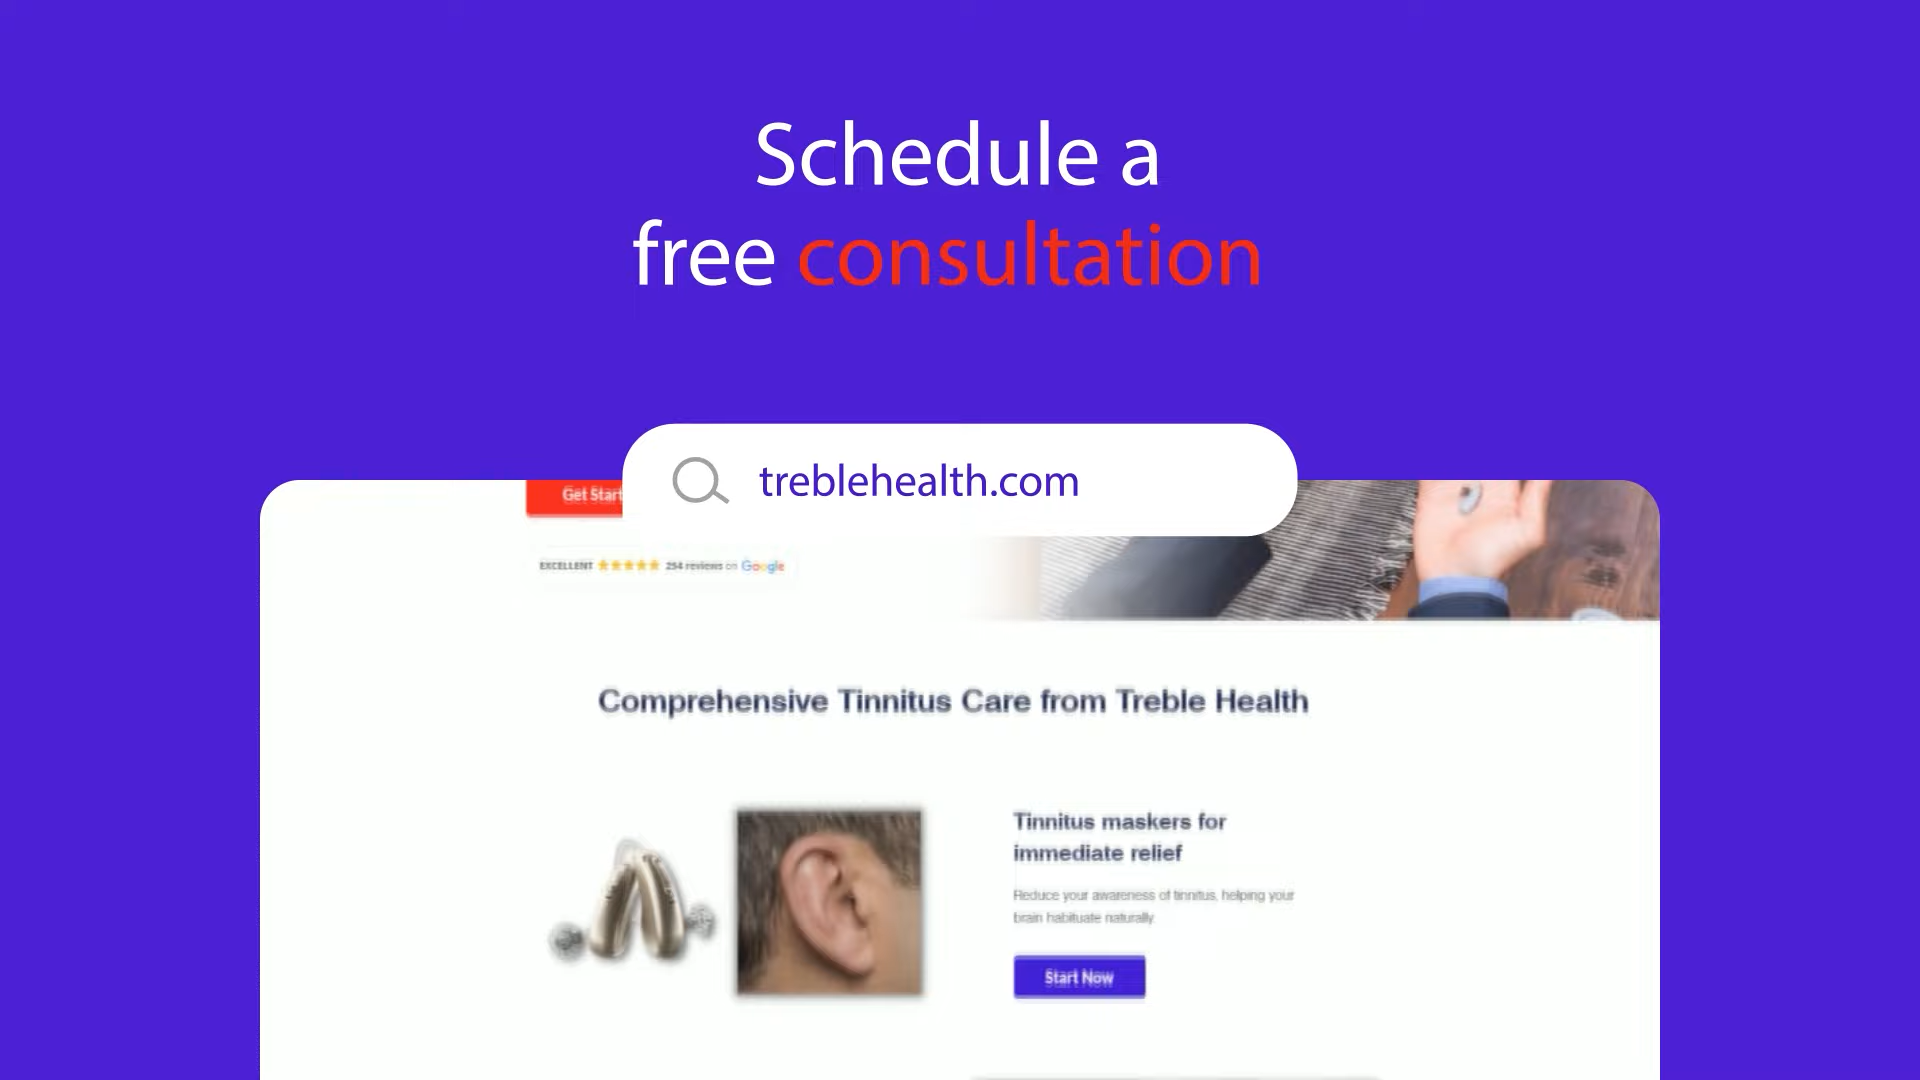 Schedule a
free consultation
treblehealth.com
Get Start
EXCELLENT 254 reviews on Google
Comprehensive Tinnitus Care from Treble Health
Tinnitus maskers for
immediate relief
Reduce your awareness of tinnitus, helping your
brain habituate naturally.
Start Now